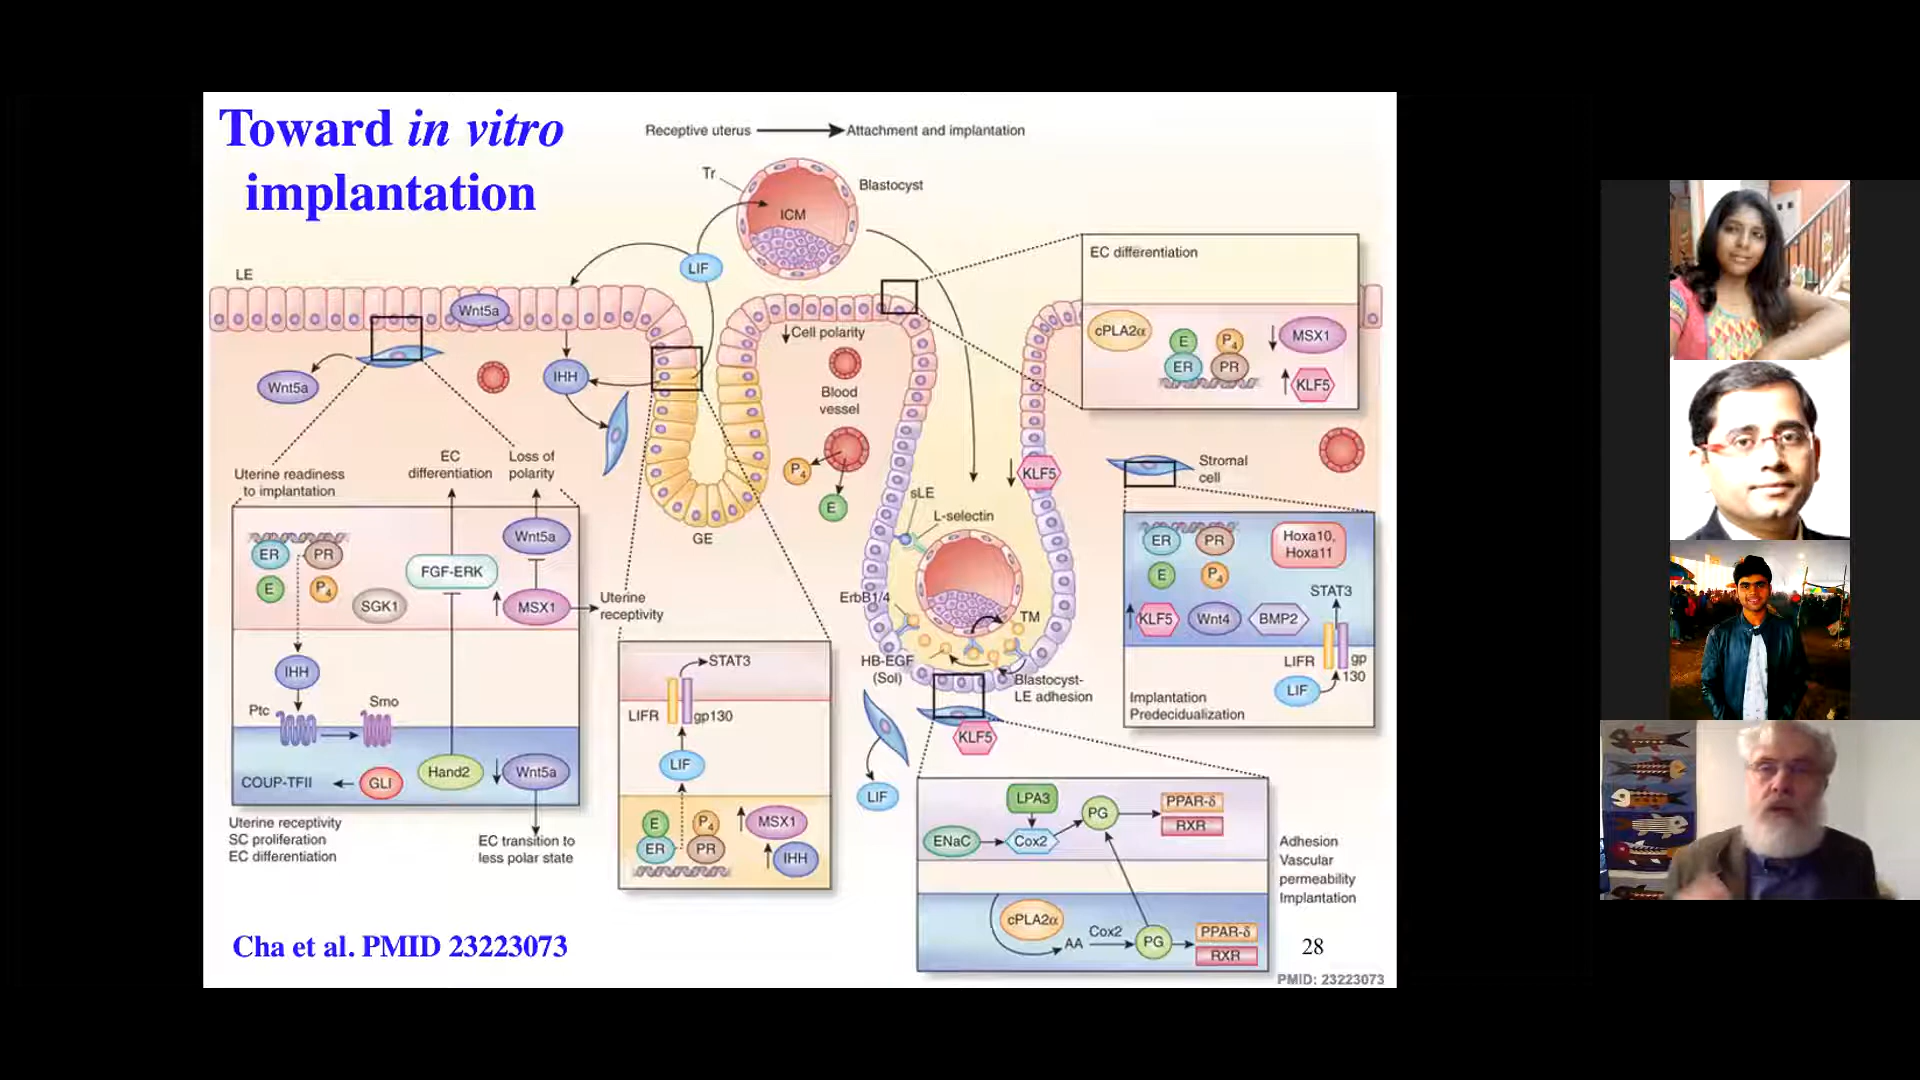 Toward in vitro
implantation
Receptive uterus
Attachment and implantation
Tr
Blastocyst
ICM
LIF
LE
Wnt5a
Wnt5a
IHH
↓Cell polarity
Blood
vessel
P4
E
GE
EC differentiation
cPLA2α
E
P4
ER
PR
↓ MSX1
↑ KLF5
↓ KLF5
Stromal
cell
sLE
L-selectin
ErbB1/4
TM
HB-EGF
(Sol)
Blastocyst-
LE adhesion
KLF5
LIF
Uterine readiness
to implantation
EC
differentiation
Loss of
polarity
ER
PR
E
P4
SGK1
FGF-ERK
Wnt5a
↑ MSX1
Uterine
receptivity
IHH
Ptc
Smo
COUP-TFII
GLI
Hand2
↓ Wnt5a
Uterine receptivity
SC proliferation
EC differentiation
EC transition to
less polar state
STAT3
LIFR
gp130
LIF
E
P4
ER
PR
↑ MSX1
↑ IHH
ER
PR
E
P4
Hoxa10,
Hoxa11
STAT3
↑ KLF5
Wnt4
BMP2
LIFR
gp
130
LIF
Implantation
Predecidualization
LPA3
ENaC
Cox2
PG
PPAR-δ
RXR
cPLA2α
AA
Cox2
PG
PPAR-δ
RXR
Adhesion
Vascular
permeability
Implantation
Cha et al. PMID 23223073
28
PMID: 23223073